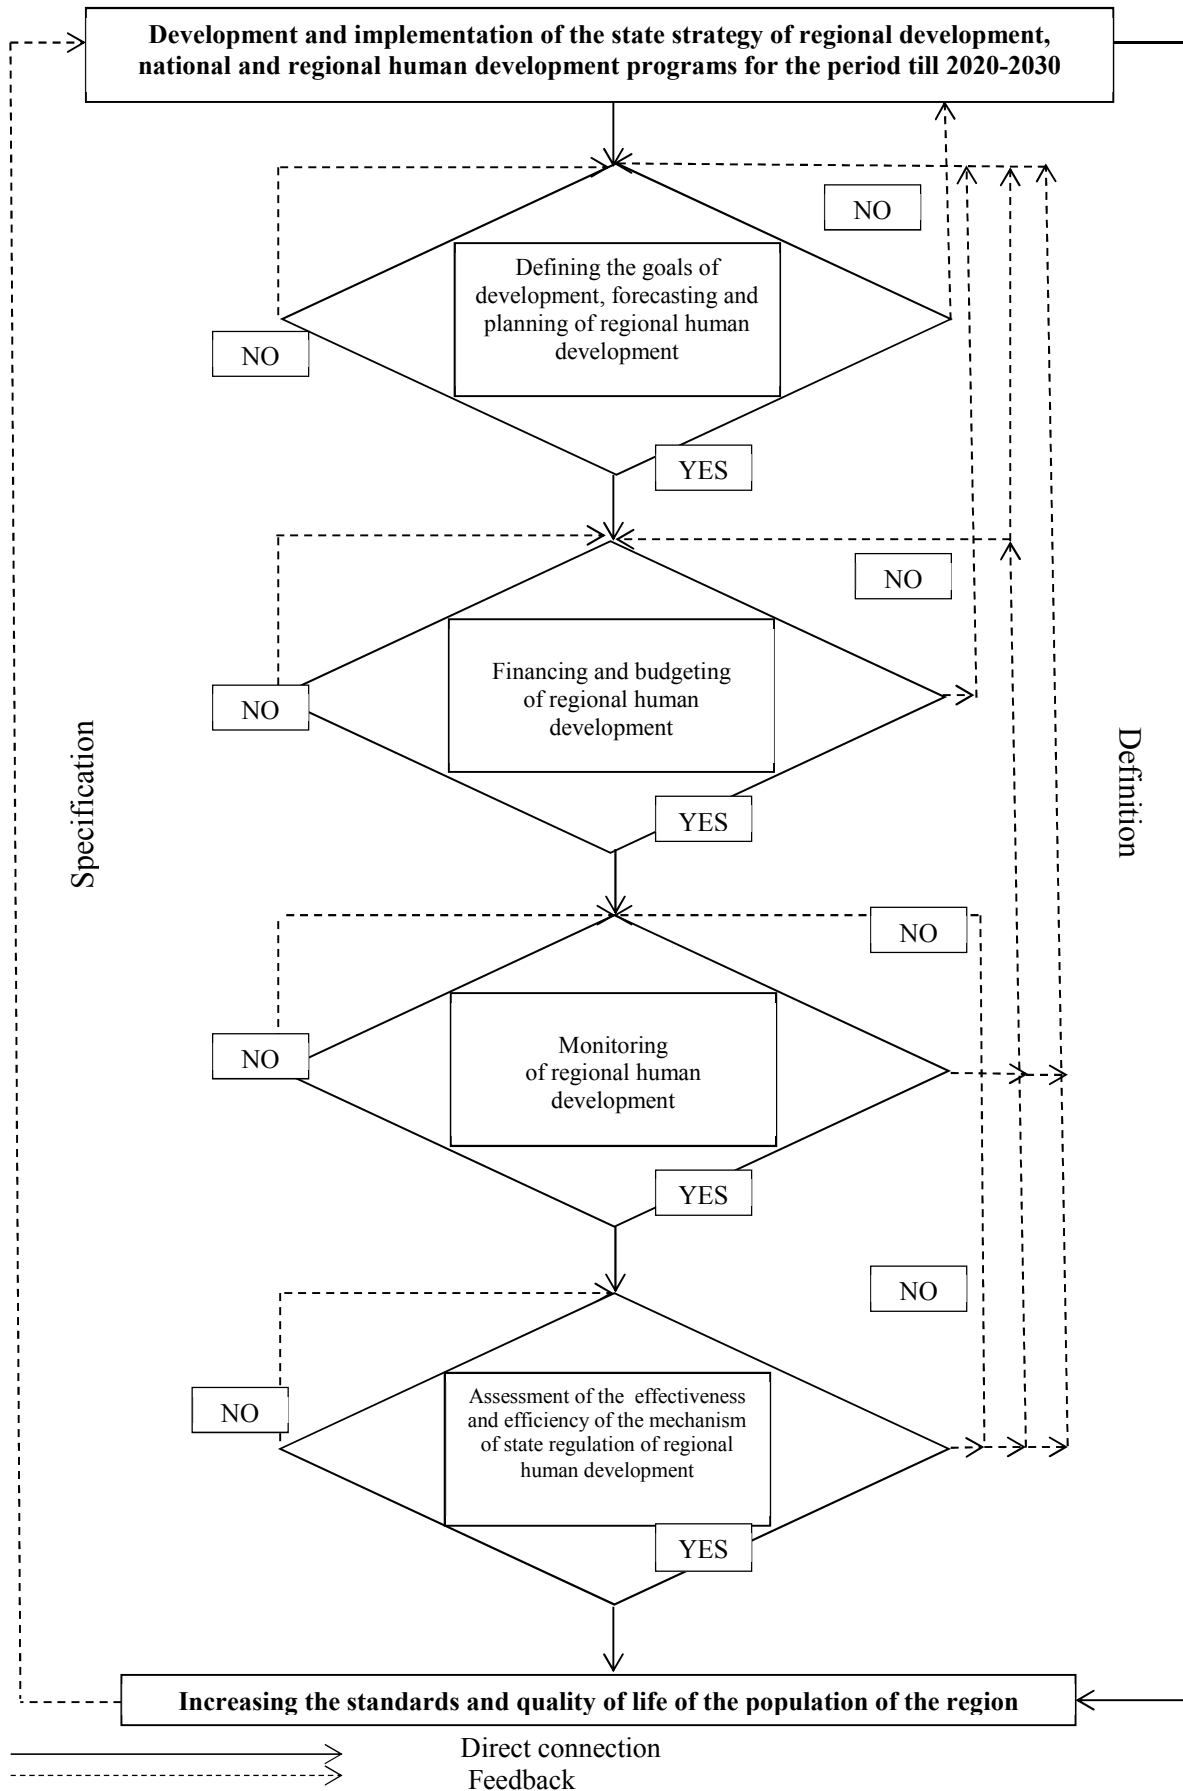 Development and implementation of the state strategy of regional development,
national and regional human development programs for the period till 2020-2030
NO
Defining the goals of
development, forecasting and
planning of regional human
development
NO
YES
NO
Financing and budgeting
of regional human
development
NO
YES
Specification
Definition
NO
Monitoring
of regional human
development
NO
YES
NO
Assessment of the effectiveness
and efficiency of the mechanism
of state regulation of regional
human development
NO
YES
Increasing the standards and quality of life of the population of the region
Direct connection
Feedback